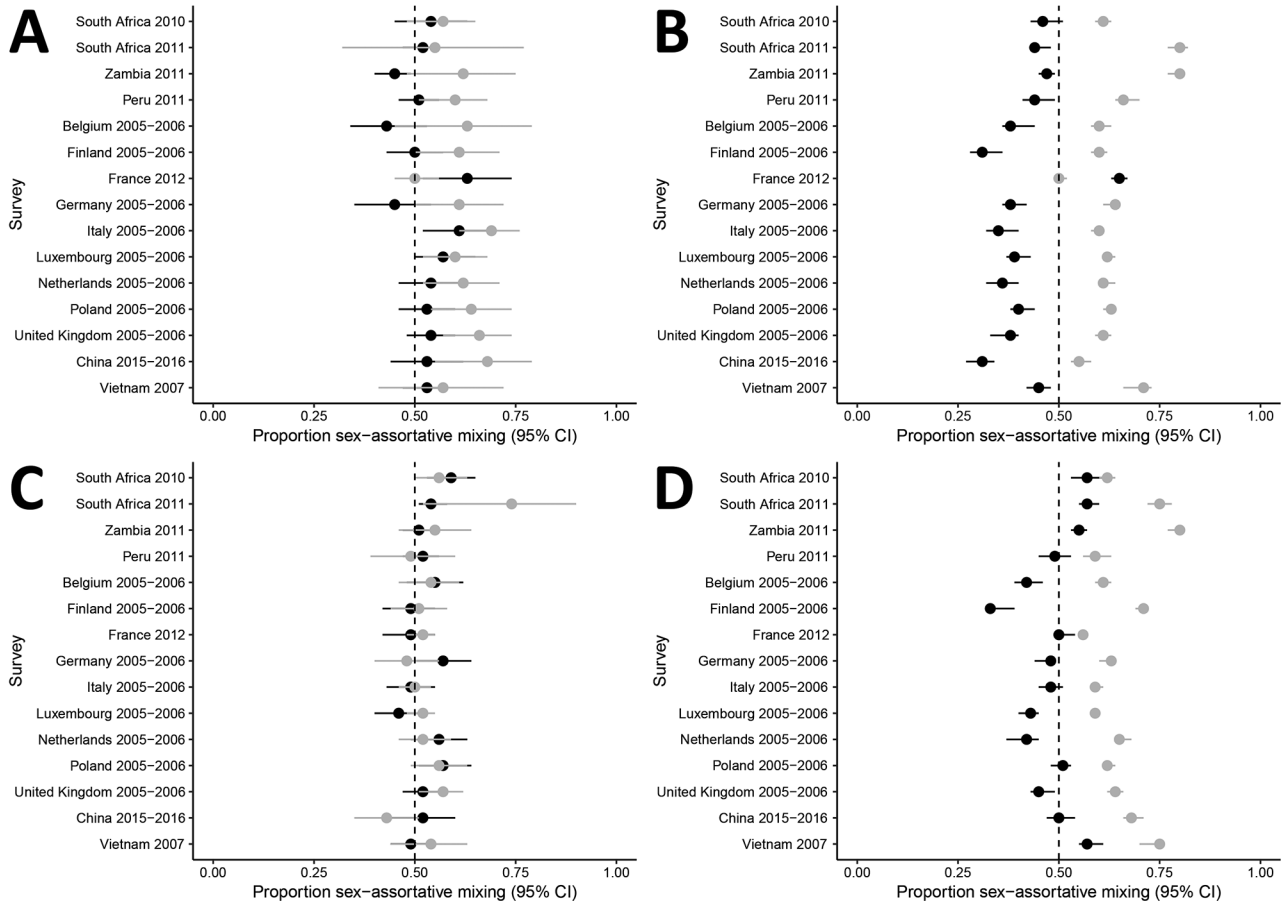 A
South Africa 2010
South Africa 2011
Zambia 2011
Peru 2011
Belgium 2005−2006
Finland 2005−2006
France 2012
Germany 2005−2006
Italy 2005−2006
Luxembourg 2005−2006
Netherlands 2005−2006
Poland 2005−2006
United Kingdom 2005−2006
China 2015−2016
Vietnam 2007
Survey
0.00 0.25 0.50 0.75 1.00
Proportion sex−assortative mixing (95% CI)
B
South Africa 2010
South Africa 2011
Zambia 2011
Peru 2011
Belgium 2005−2006
Finland 2005−2006
France 2012
Germany 2005−2006
Italy 2005−2006
Luxembourg 2005−2006
Netherlands 2005−2006
Poland 2005−2006
United Kingdom 2005−2006
China 2015−2016
Vietnam 2007
Survey
0.00 0.25 0.50 0.75 1.00
Proportion sex−assortative mixing (95% CI)
C
South Africa 2010
South Africa 2011
Zambia 2011
Peru 2011
Belgium 2005−2006
Finland 2005−2006
France 2012
Germany 2005−2006
Italy 2005−2006
Luxembourg 2005−2006
Netherlands 2005−2006
Poland 2005−2006
United Kingdom 2005−2006
China 2015−2016
Vietnam 2007
Survey
0.00 0.25 0.50 0.75 1.00
Proportion sex−assortative mixing (95% CI)
D
South Africa 2010
South Africa 2011
Zambia 2011
Peru 2011
Belgium 2005−2006
Finland 2005−2006
France 2012
Germany 2005−2006
Italy 2005−2006
Luxembourg 2005−2006
Netherlands 2005−2006
Poland 2005−2006
United Kingdom 2005−2006
China 2015−2016
Vietnam 2007
Survey
0.00 0.25 0.50 0.75 1.00
Proportion sex−assortative mixing (95% CI)